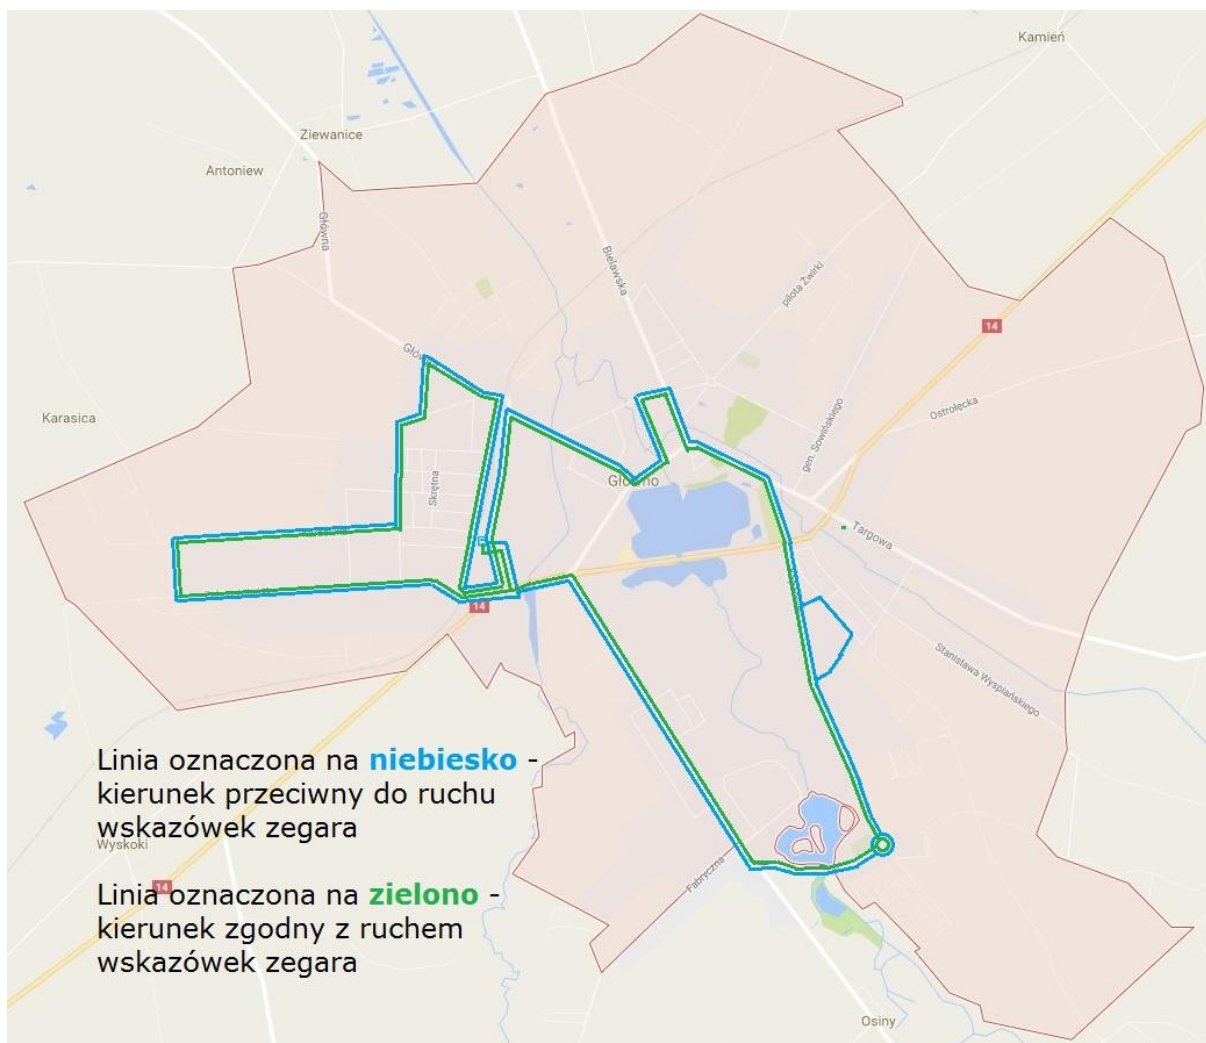 Kamień
Ziewanice
Antoniew
Główna
Bielawska
pilota Żwirki
14
Głów
Karasica
Ostrołęcka
gen. Sowińskiego
Skrętna
Główno
Targowa
14
Stanisława Wyspiańskiego
Linia oznaczona na niebiesko -
kierunek przeciwny do ruchu
wskazówek zegara
Wyskoki
Fabryczna
14
Linia oznaczona na zielono -
kierunek zgodny z ruchem
wskazówek zegara
Osiny